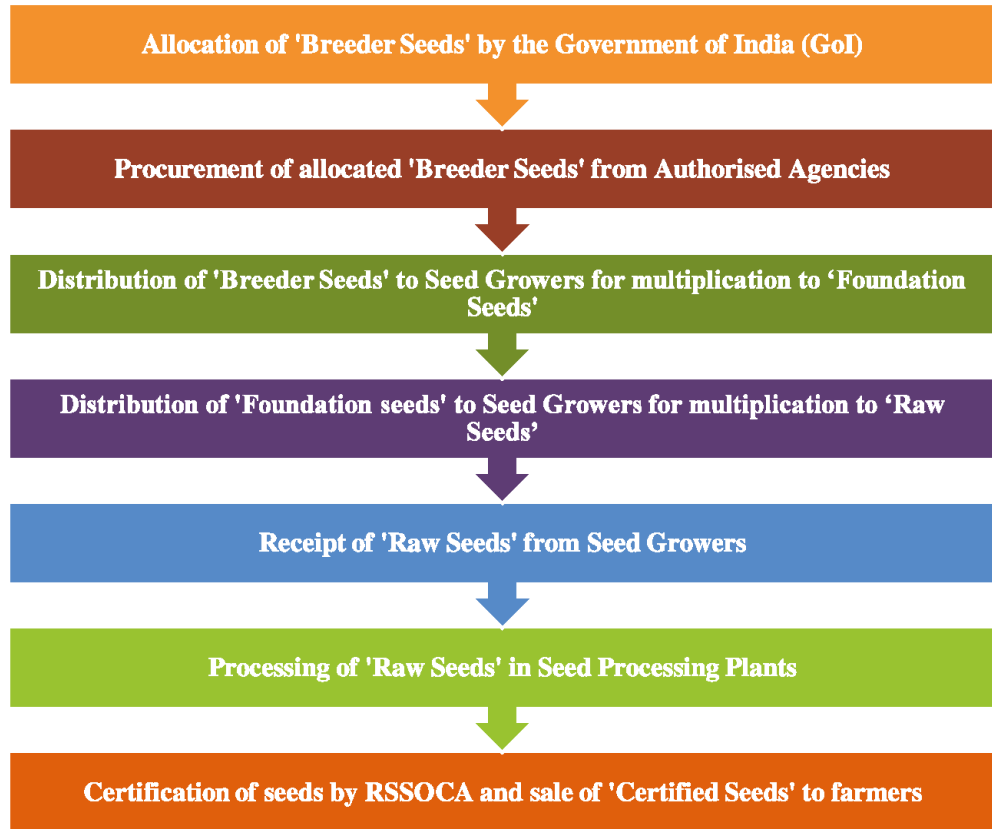 Allocation of 'Breeder Seeds' by the Government of India (GoI)
Procurement of allocated 'Breeder Seeds' from Authorised Agencies
Distribution of 'Breeder Seeds' to Seed Growers for multiplication to ‘Foundation
Seeds'
Distribution of 'Foundation seeds' to Seed Growers for multiplication to ‘Raw
Seeds’
Receipt of 'Raw Seeds' from Seed Growers
Processing of 'Raw Seeds' in Seed Processing Plants
Certification of seeds by RSSOCA and sale of 'Certified Seeds' to farmers